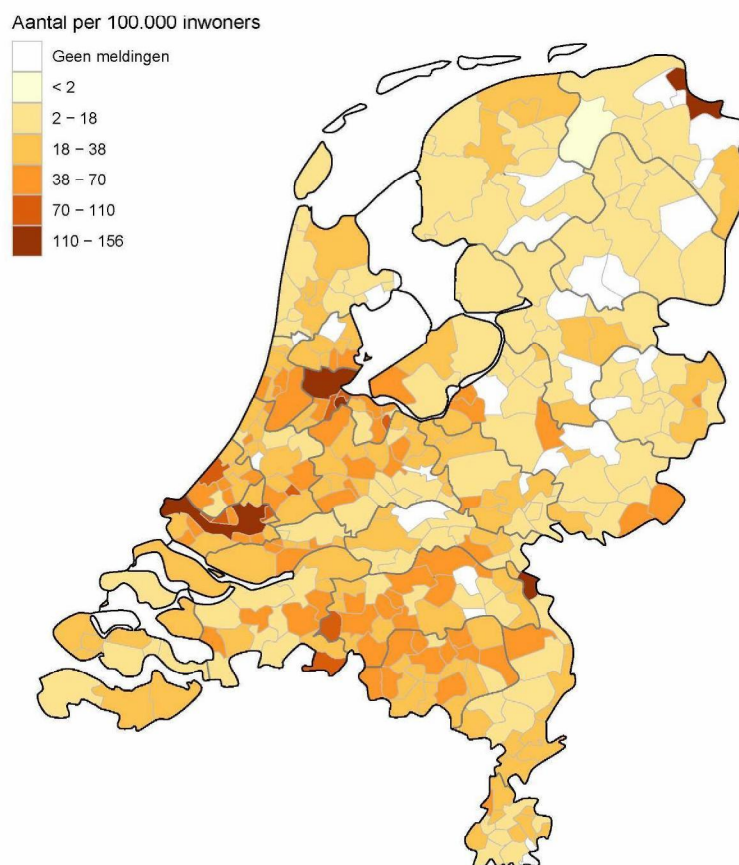 Aantal per 100.000 inwoners
Geen meldingen
< 2
2 – 18
18 – 38
38 – 70
70 – 110
110 – 156